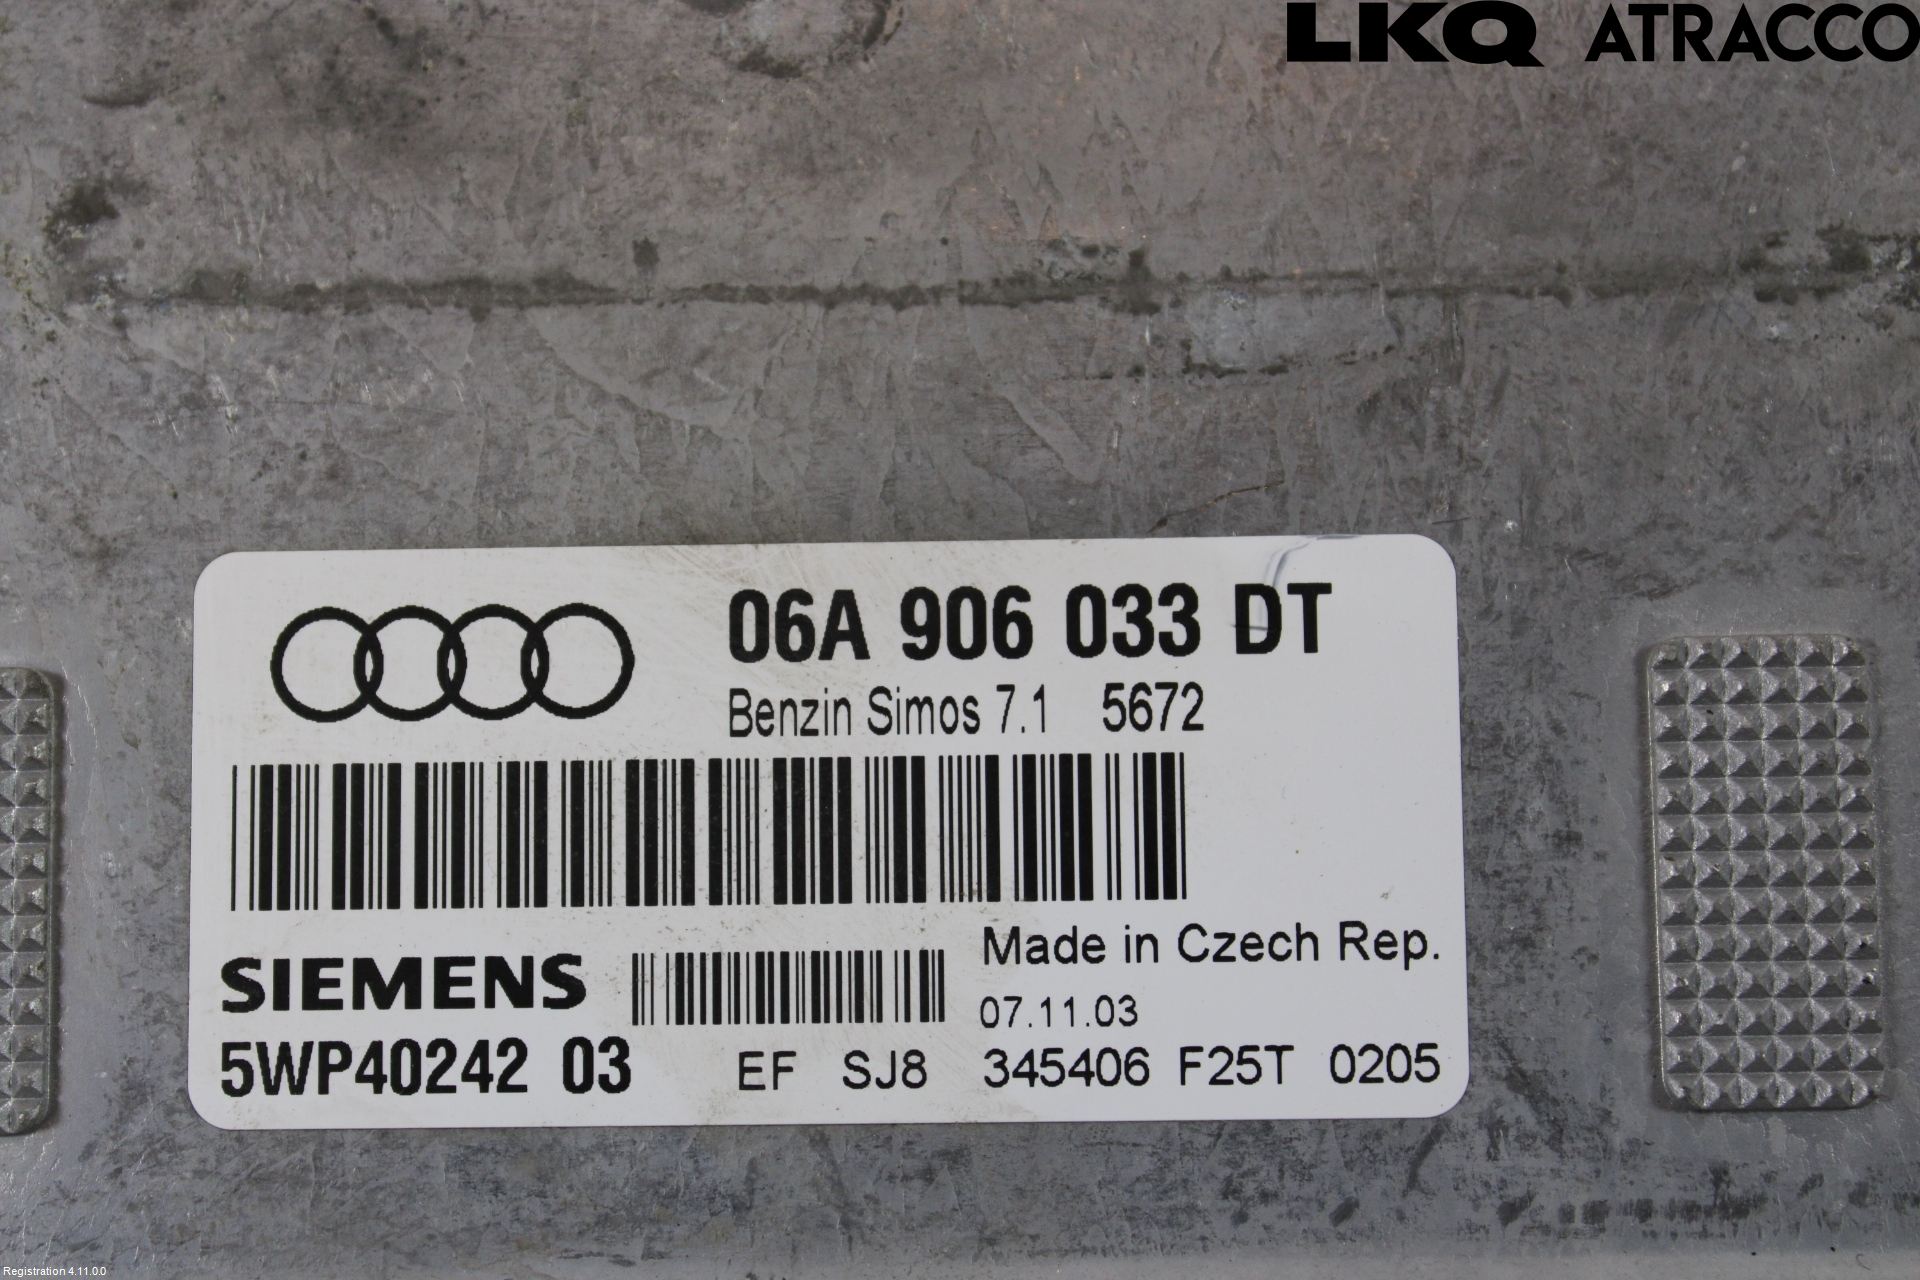 LKQ ATRACCO
06A 906 033 DT
Benzin Simos 7.1 5672
Made in Czech Rep.
SIEMENS
07.11.03
5WP40242 03 EF SJ8 345406 F25T 0205
Registration 4.11.0.0